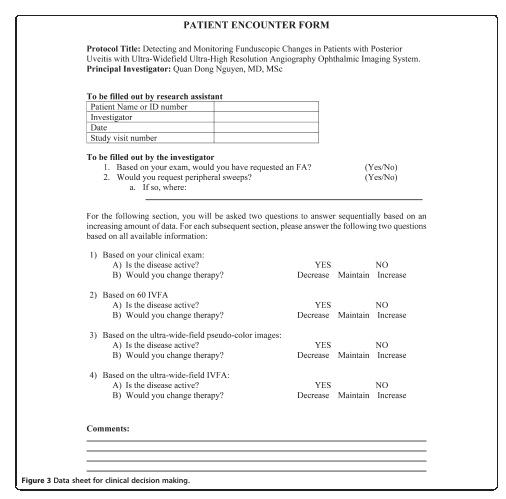 PATIENT ENCOUNTER FORM
Protocol Title: Detecting and Monitoring Funduscopic Changes in Patients with Posterior
Uveitis with Ultra-Widefield Ultra-High Resolution Angiography Ophthalmic Imaging System.
Principal Investigator: Quan Dong Nguyen, MD, MSc
To be filled out by research assistant
Patient Name or ID number
Investigator
Date
Study visit number
To be filled out by the investigator
1. Based on your exam, would you have requested an FA? (Yes/No)
2. Would you request peripheral sweeps? (Yes/No)
a. If so, where:
For the following section, you will be asked two questions to answer sequentially based on an
increasing amount of data. For each subsequent section, please answer the following two questions
based on all available information:
1) Based on your clinical exam:
A) Is the disease active? YES NO
B) Would you change therapy? Decrease Maintain Increase
2) Based on 60 IVFA
A) Is the disease active? YES NO
B) Would you change therapy? Decrease Maintain Increase
3) Based on the ultra-wide-field pseudo-color images:
A) Is the disease active? YES NO
B) Would you change therapy? Decrease Maintain Increase
4) Based on the ultra-wide-field IVFA:
A) Is the disease active? YES NO
B) Would you change therapy? Decrease Maintain Increase
Comments:
Figure 3 Data sheet for clinical decision making.